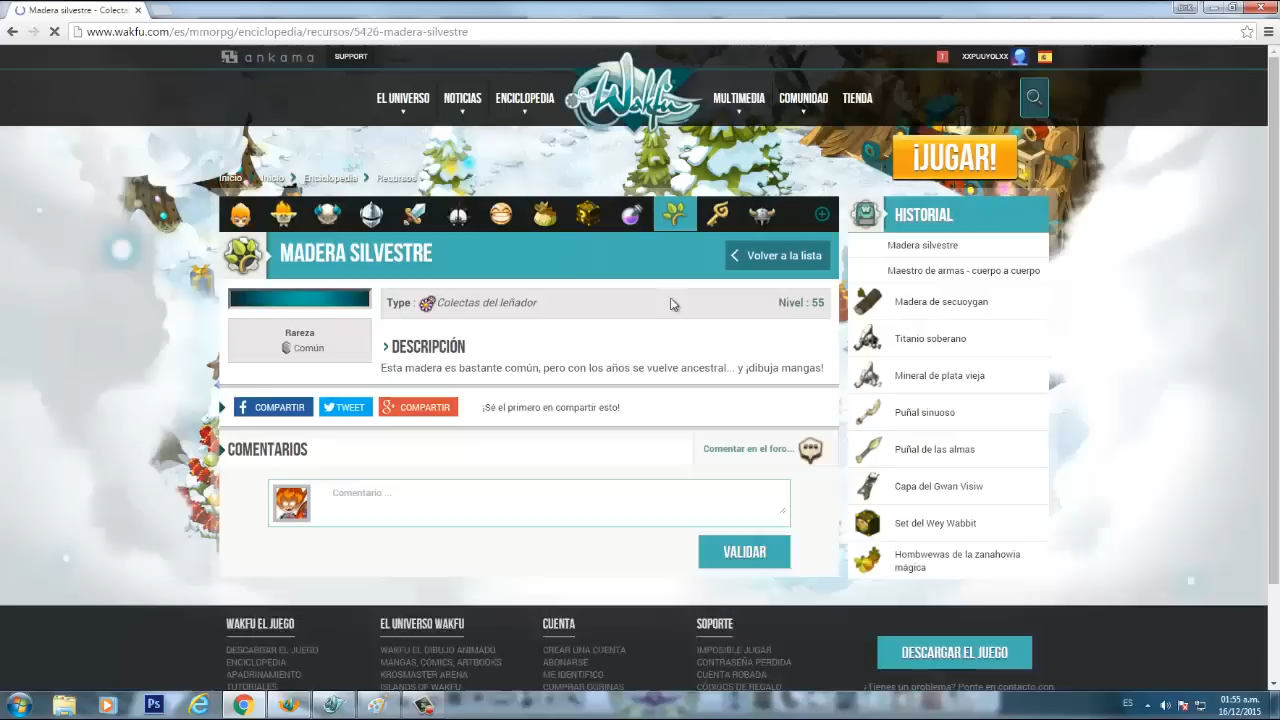 Madera silvestre - Colecta
www.wakfu.com/es/mmorpg/enciclopedia/recursos/5426-madera-silvestre
ankama
SUPPORT
1
XXPUUYOLXX
EL UNIVERSO
NOTICIAS
ENCICLOPEDIA
Wakfu
MULTIMEDIA
COMUNIDAD
TIENDA
¡JUGAR!
Inicio > Inicio > Enciclopedia > Recursos
MADERA SILVESTRE
Volver a la lista
Type : Colectas del leñador
Nivel : 55
Rareza
Común
DESCRIPCIÓN
Esta madera es bastante común, pero con los años se vuelve ancestral... y ¡dibuja mangas!
COMPARTIR
TWEET
COMPARTIR
¡Sé el primero en compartir esto!
COMENTARIOS
Comentar en el foro...
Comentario ...
VALIDAR
HISTORIAL
Madera silvestre
Maestro de armas - cuerpo a cuerpo
Madera de secuoygan
Titanio soberano
Mineral de plata vieja
Puñal sinuoso
Puñal de las almas
Capa del Gwan Visiw
Set del Wey Wabbit
Hombwewas de la zanahowia
mágica
WAKFU EL JUEGO
DESCARGAR EL JUEGO
ENCICLOPEDIA
APADRINAMIENTO
TUTORIALES
EL UNIVERSO WAKFU
WAKFU EL DIBUJO ANIMADO
MANGAS, CÓMICS, ARTBOOKS
KROSMASTER ARENA
ISLANDS OF WAKFU
CUENTA
CREAR UNA CUENTA
ABONARSE
ME IDENTIFICO
COMPRAR OGRINAS
SOPORTE
IMPOSIBLE JUGAR
CONTRASEÑA PERDIDA
CUENTA ROBADA
CÓDIGOS DE REGALO
DESCARGAR EL JUEGO
¿Tienes un problema? Ponte en contacto con
Ps
ES
01:55 a.m.
16/12/2015